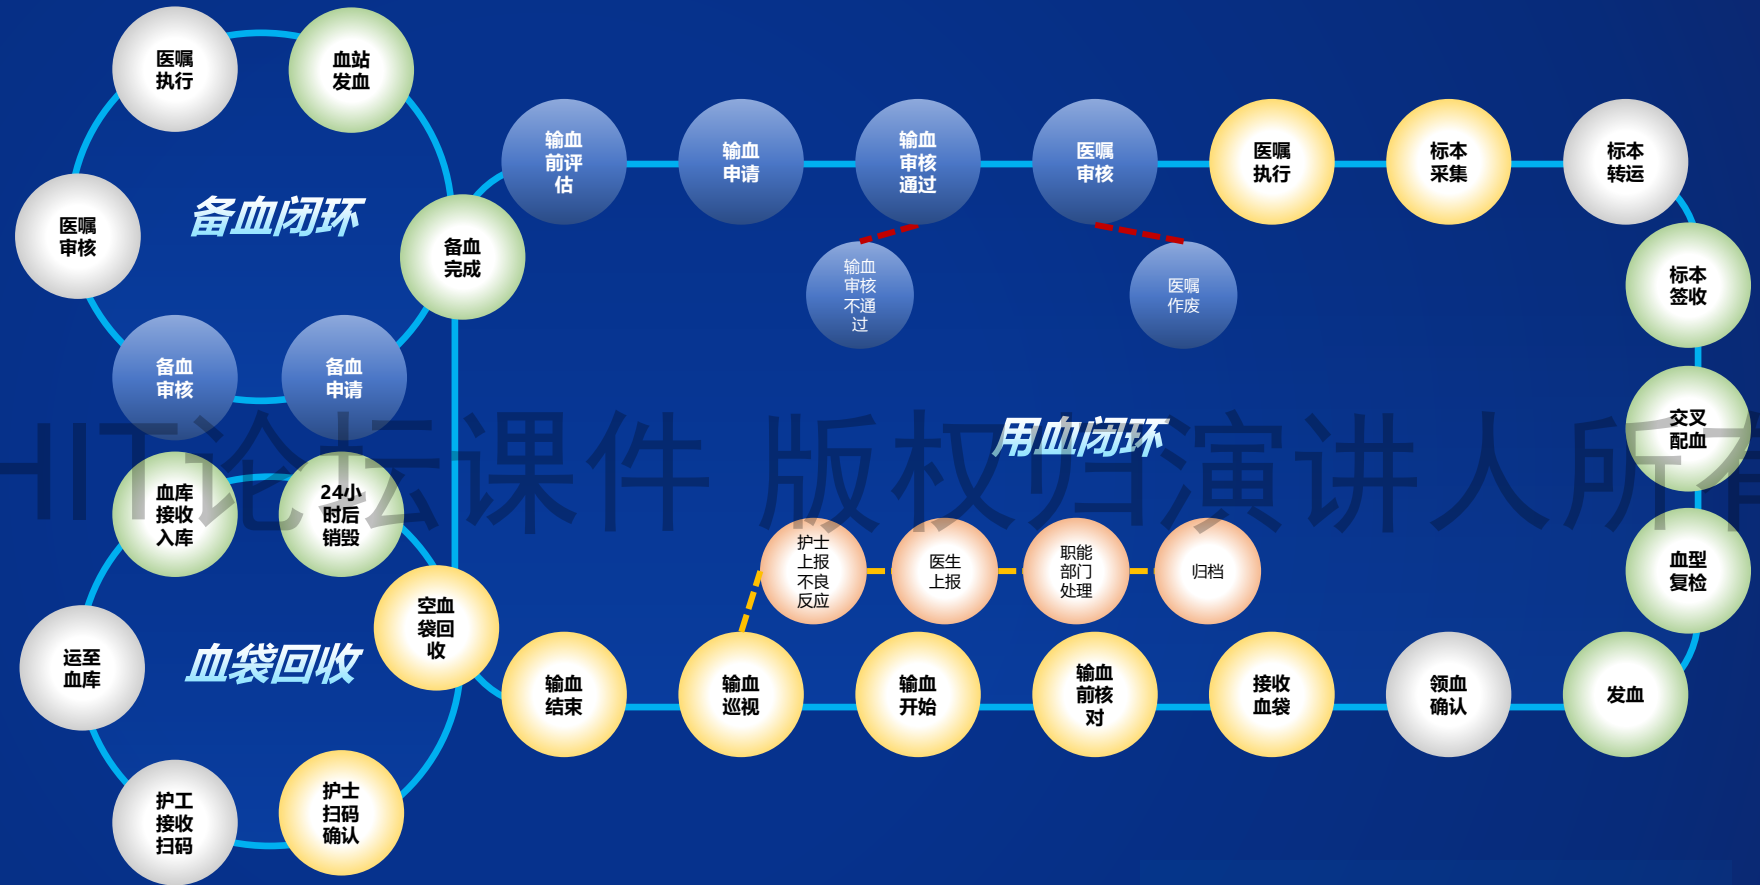 医嘱
执行
血站
发血
医嘱
审核
备血闭环
备血
完成
备血
审核
备血
申请
输血
前评
估
输血
申请
输血
审核
通过
医嘱
审核
医嘱
执行
标本
采集
标本
转运
输血
审核
不通
过
医嘱
作废
标本
签收
交叉
配血
血型
复检
用血闭环
HIT论坛课件 版权归演讲人所有
护士
上报
不良
反应
医生
上报
职能
部门
处理
归档
血库
接收
入库
24小
时后
销毁
空血
袋回
收
运至
血库
血袋回收
护工
接收
扫码
护士
扫码
确认
输血
结束
输血
巡视
输血
开始
输血
前核
对
接收
血袋
领血
确认
发血